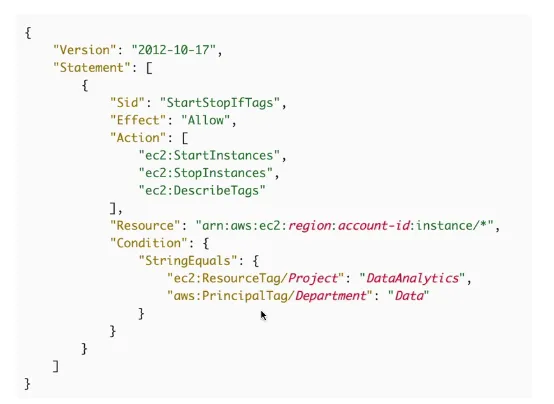 {
"Version": "2012-10-17",
"Statement": [
{
"Sid": "StartStopIfTags",
"Effect": "Allow",
"Action": [
"ec2:StartInstances",
"ec2:StopInstances",
"ec2:DescribeTags"
],
"Resource": "arn:aws:ec2:region:account-id:instance/*",
"Condition": {
"StringEquals": {
"ec2:ResourceTag/Project": "DataAnalytics",
"aws:PrincipalTag/Department": "Data"
}
}
}
]
}